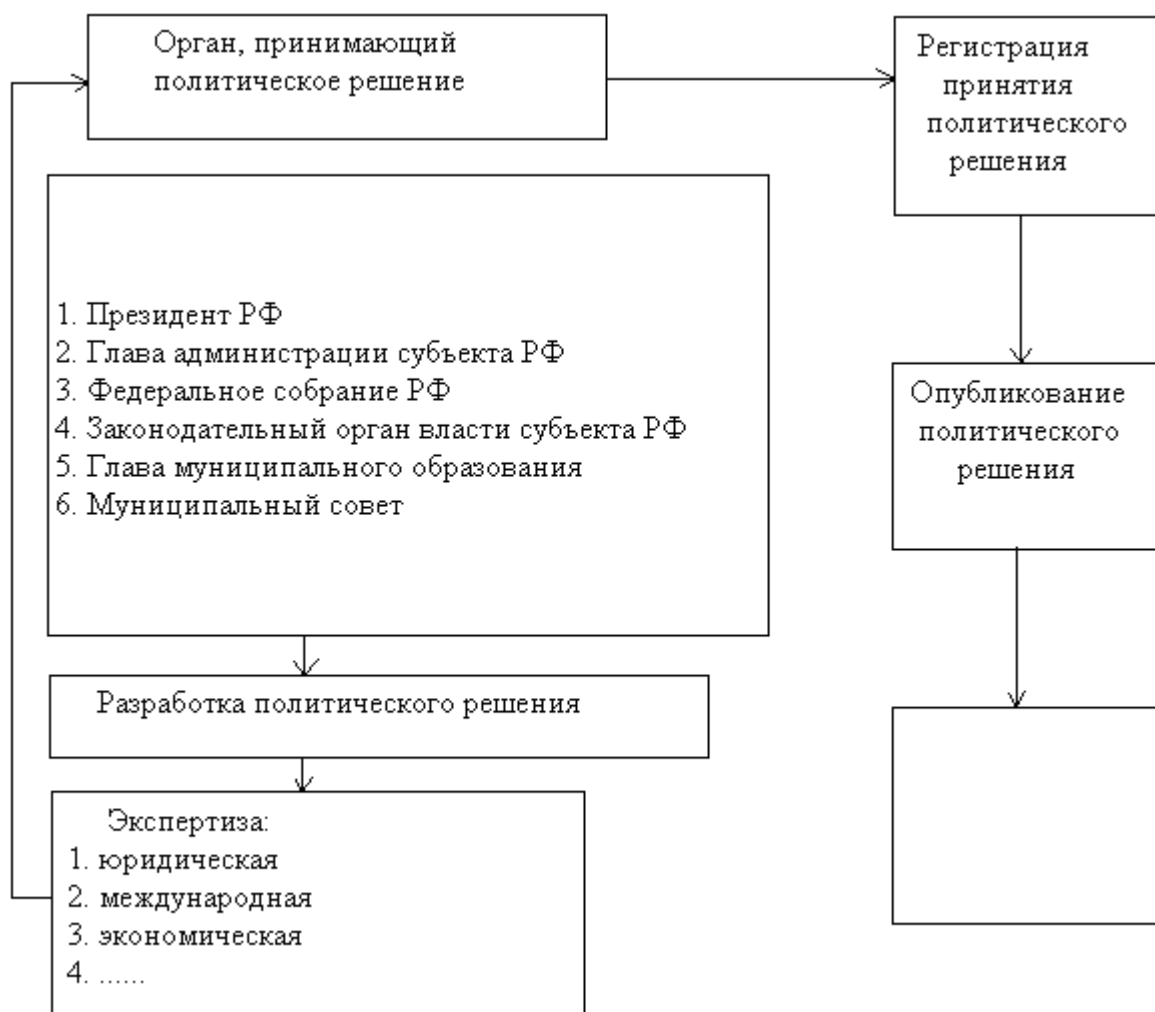 Орган, принимающий
политическое решение
Регистрация
принятия
политического
решения
1. Президент РФ
2. Глава администрации субъекта РФ
3. Федеральное собрание РФ
4. Законодательный орган власти субъекта РФ
5. Глава муниципального образования
6. Муниципальный совет
Опубликование
политического
решения
Разработка политического решения
Экспертиза:
1. юридическая
2. международная
3. экономическая
4. ......